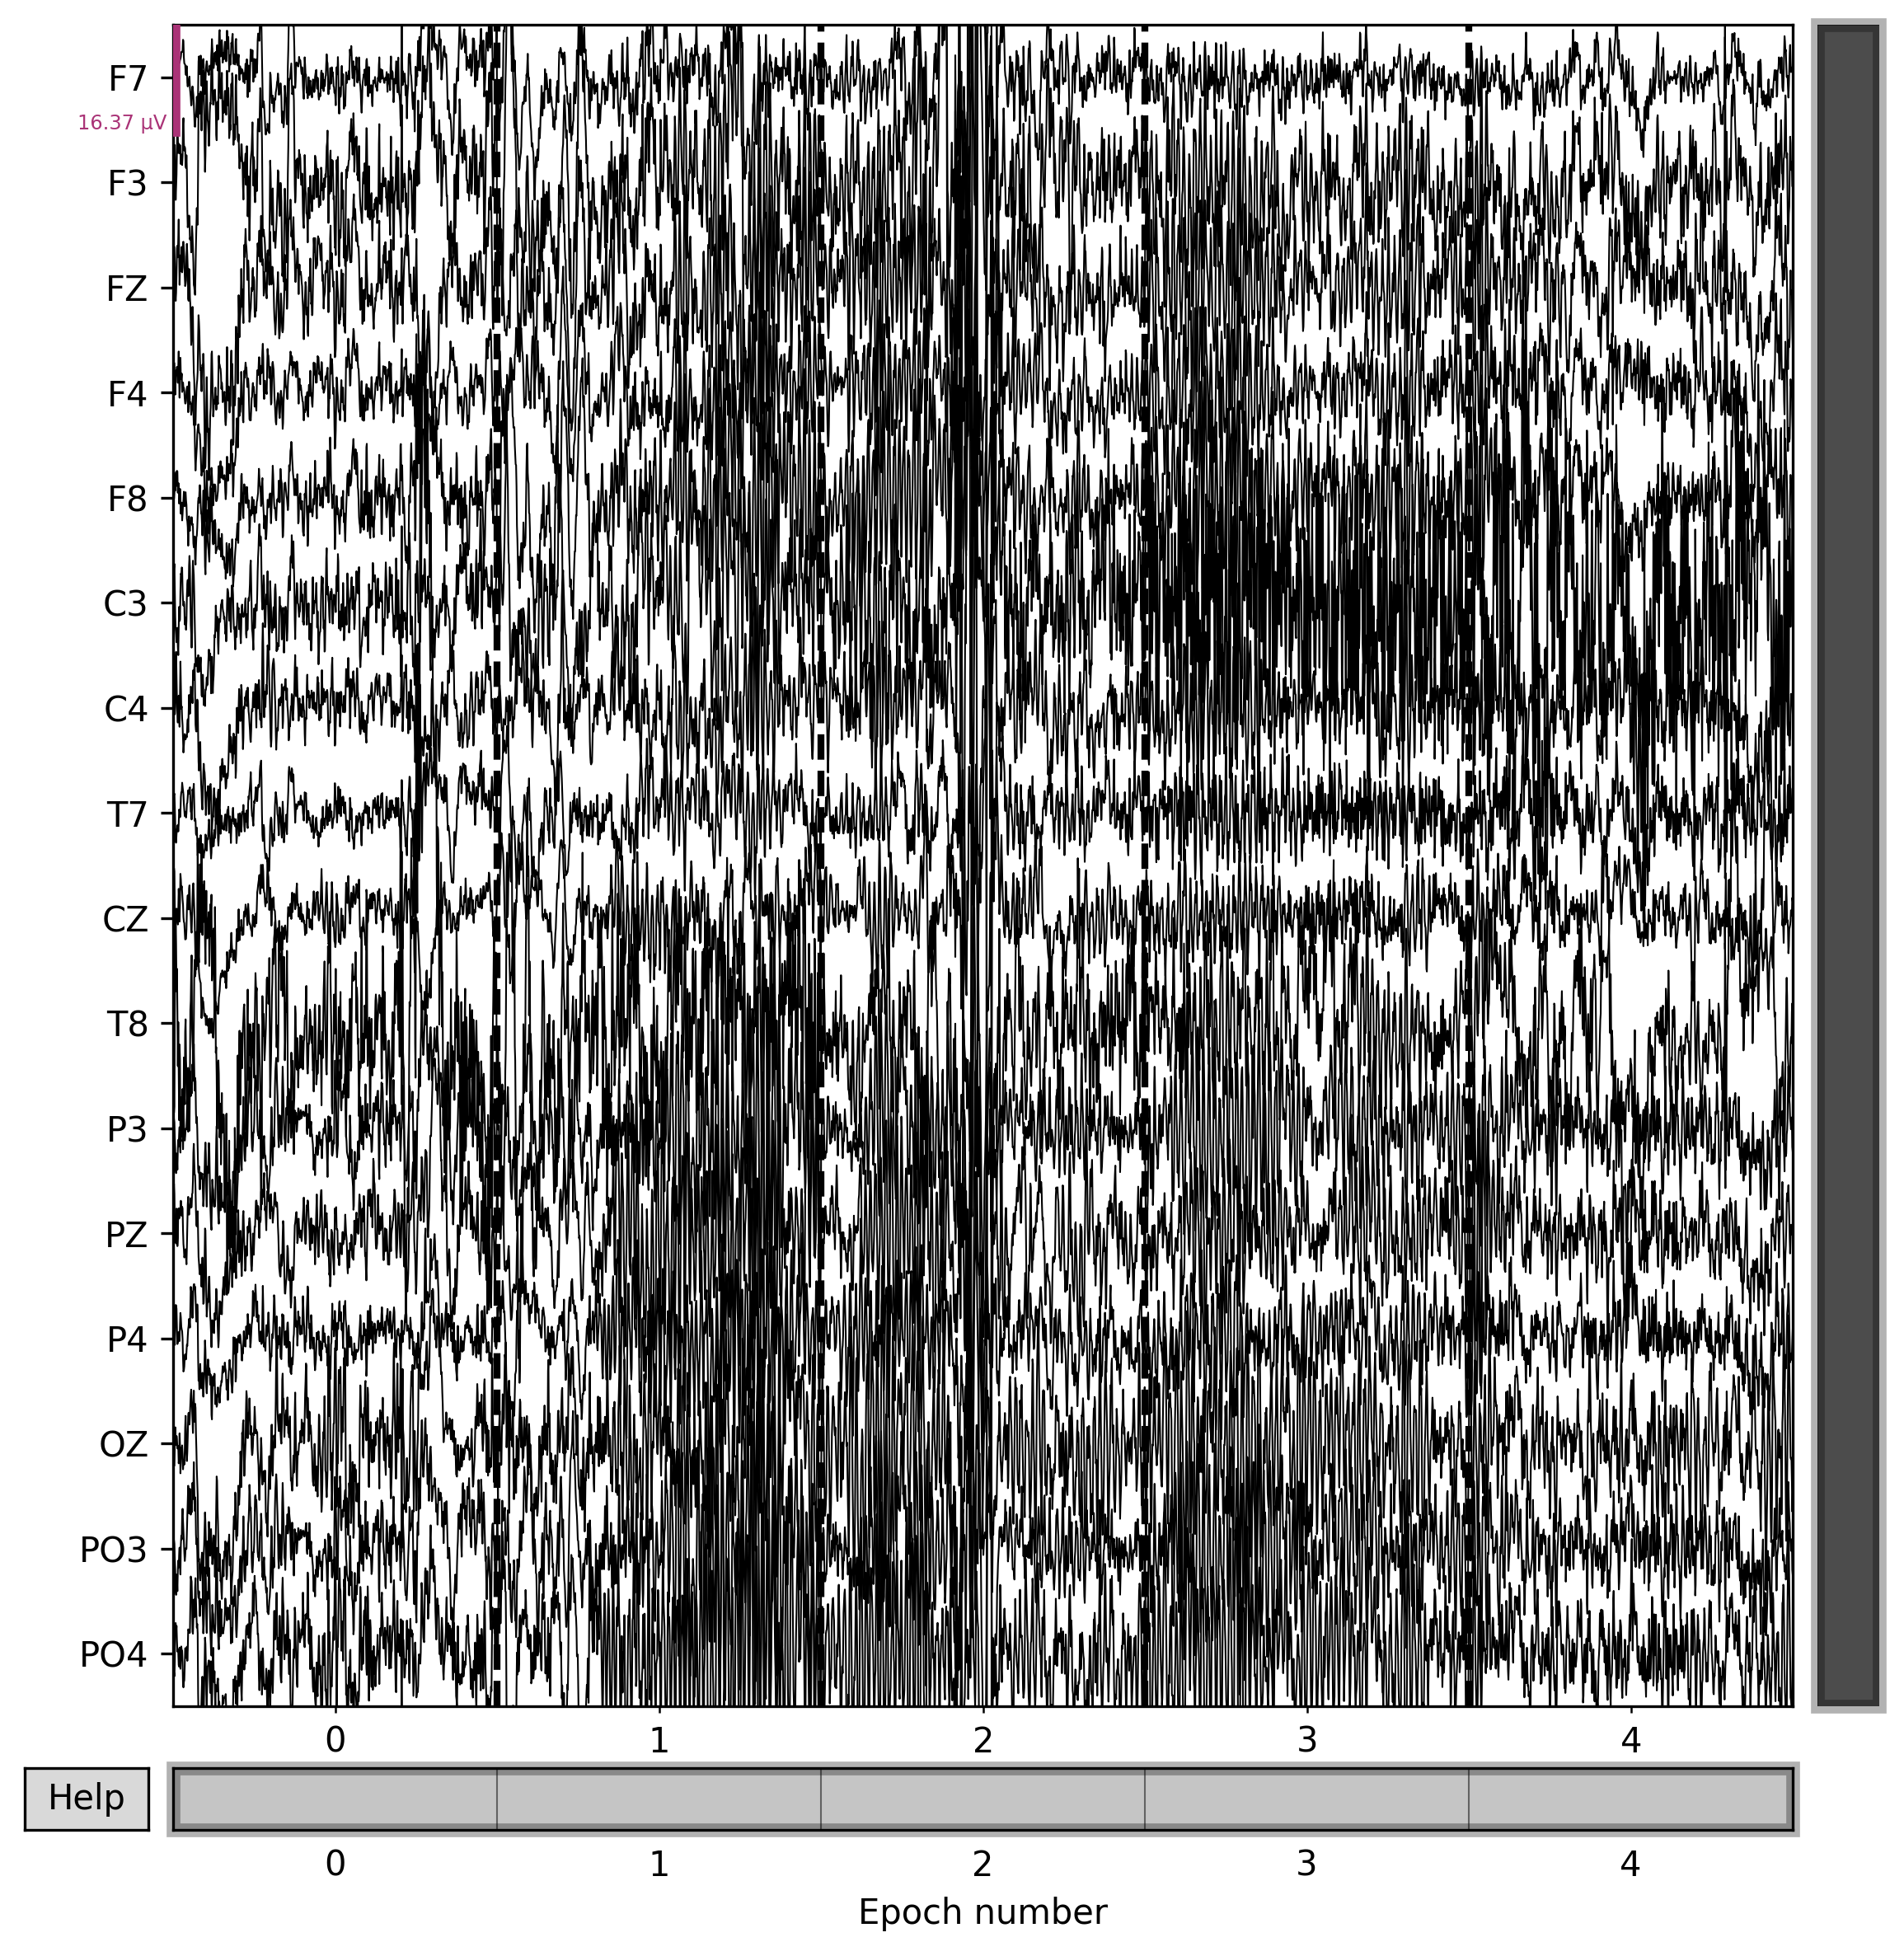 F7
16.37 µV
F3
FZ
F4
F8
C3
C4
T7
CZ
T8
P3
PZ
P4
OZ
PO3
PO4
0 1 2 3 4
Help
0 1 2 3 4
Epoch number